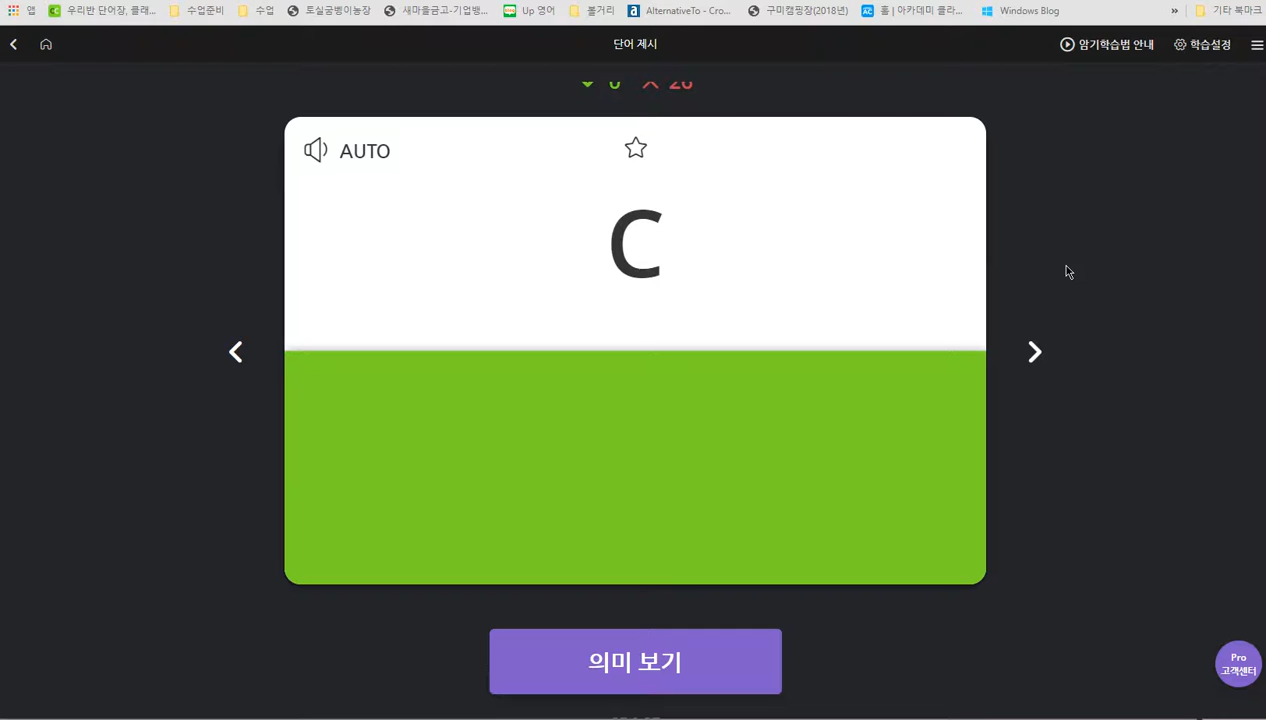 앱 우리반 단어장, 클래... 수업준비 수업 토실굼벵이농장 새마을금고-기업뱅... Up 영어 볼거리 AlternativeTo - Cro... 구미캠핑장(2018년) 홈 | 아카데미 클라... Windows Blog » 기타 북마크
단어 제시 암기학습법 안내 학습설정
0 20
AUTO
C
의미 보기
Pro
고객센터